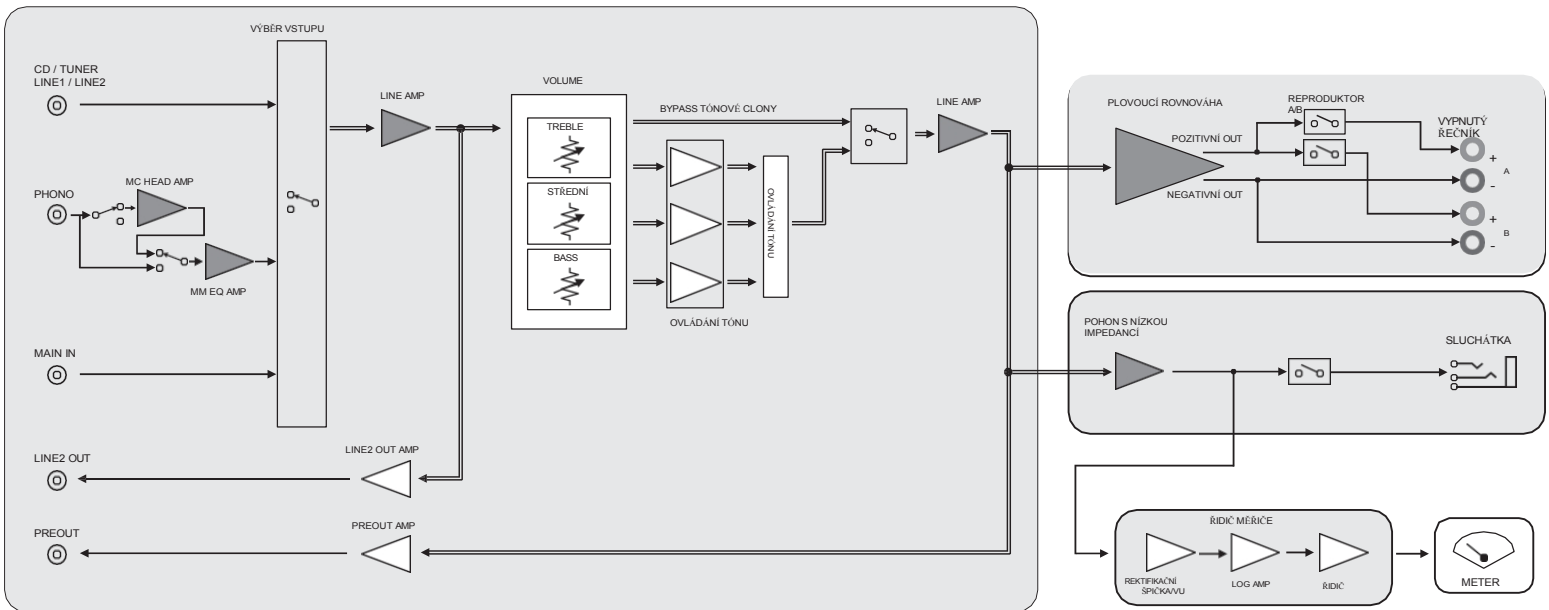 VÝBĚR VSTUPU
CD / TUNER
LINE1 / LINE2
LINE AMP
VOLUME
TREBLE
STŘEDNÍ
BASS
BYPASS TÓNOVÉ CLONY
OVLÁDÁNÍ TÓNU
OVLÁDÁNÍ TÓNU
LINE AMP
PHONO
MC HEAD AMP
MM EQ AMP
MAIN IN
LINE2 OUT
LINE2 OUT AMP
PREOUT
PREOUT AMP
PLOVOUCÍ ROVNOVÁHA
REPRODUKTOR
A/B
POZITIVNÍ OUT
NEGATIVNÍ OUT
VYPNUTÝ
ŘEČNÍK
+
A
-
+
B
-
POHON S NÍZKOU
IMPEDANCÍ
SLUCHÁTKA
ŘIDIČ MĚŘIČE
REKTIFIKAČNÍ
ŠPIČKA/VU
LOG AMP
ŘIDIČ
METER